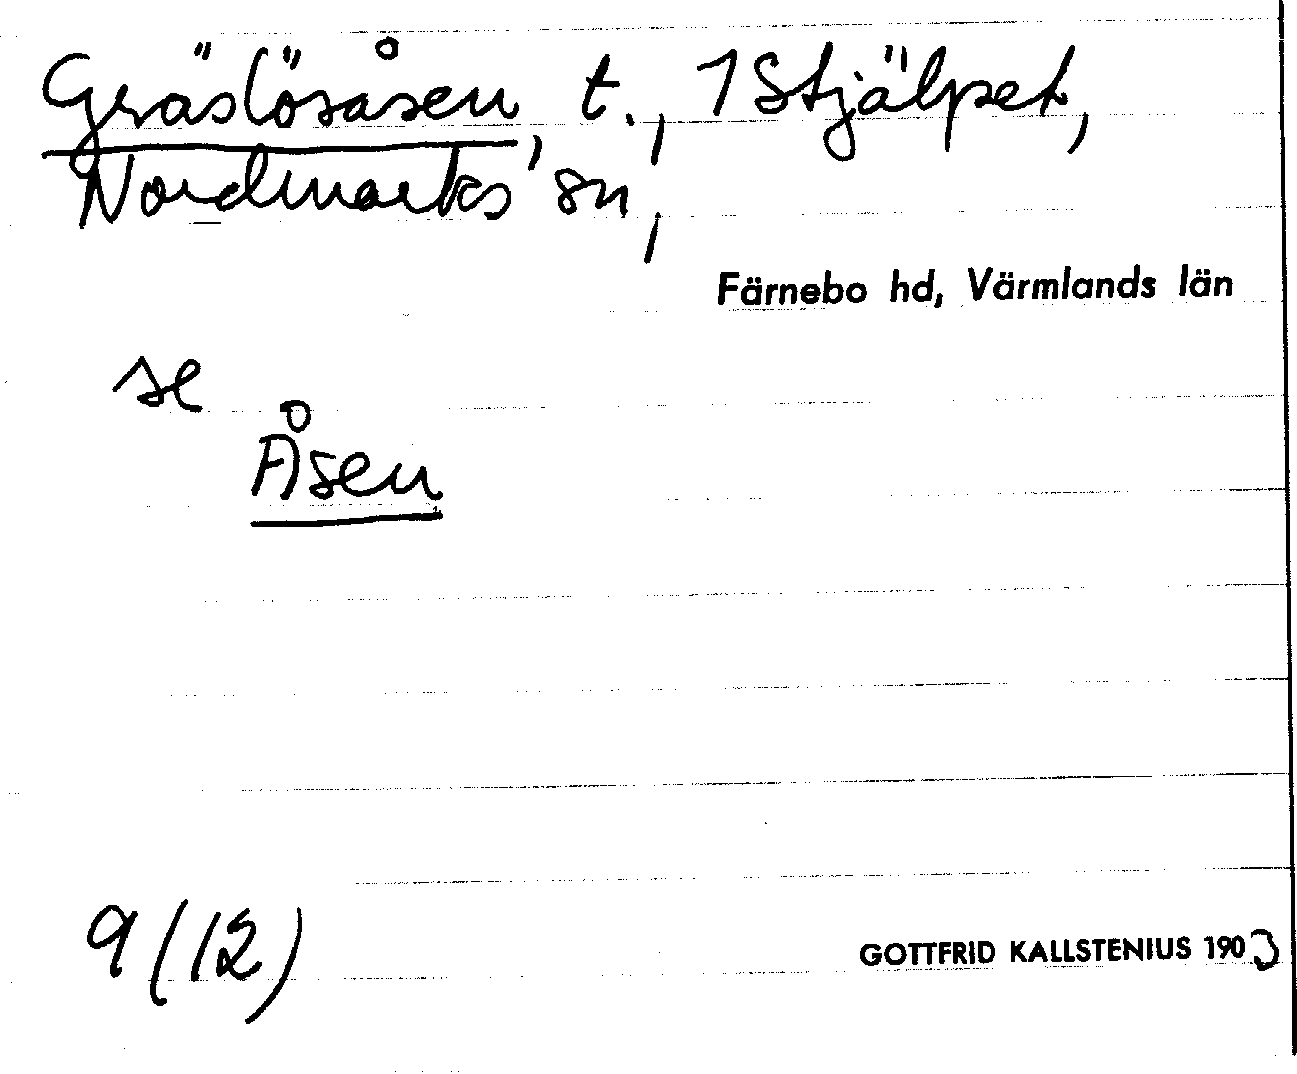 Gräslösåsen, t., 1 Stjälpet,
Nordmarks sn,
Färnebo hd, Värmlands län
se
Åsen
9 (12)
GOTTFRID KALLSTENIUS 1903